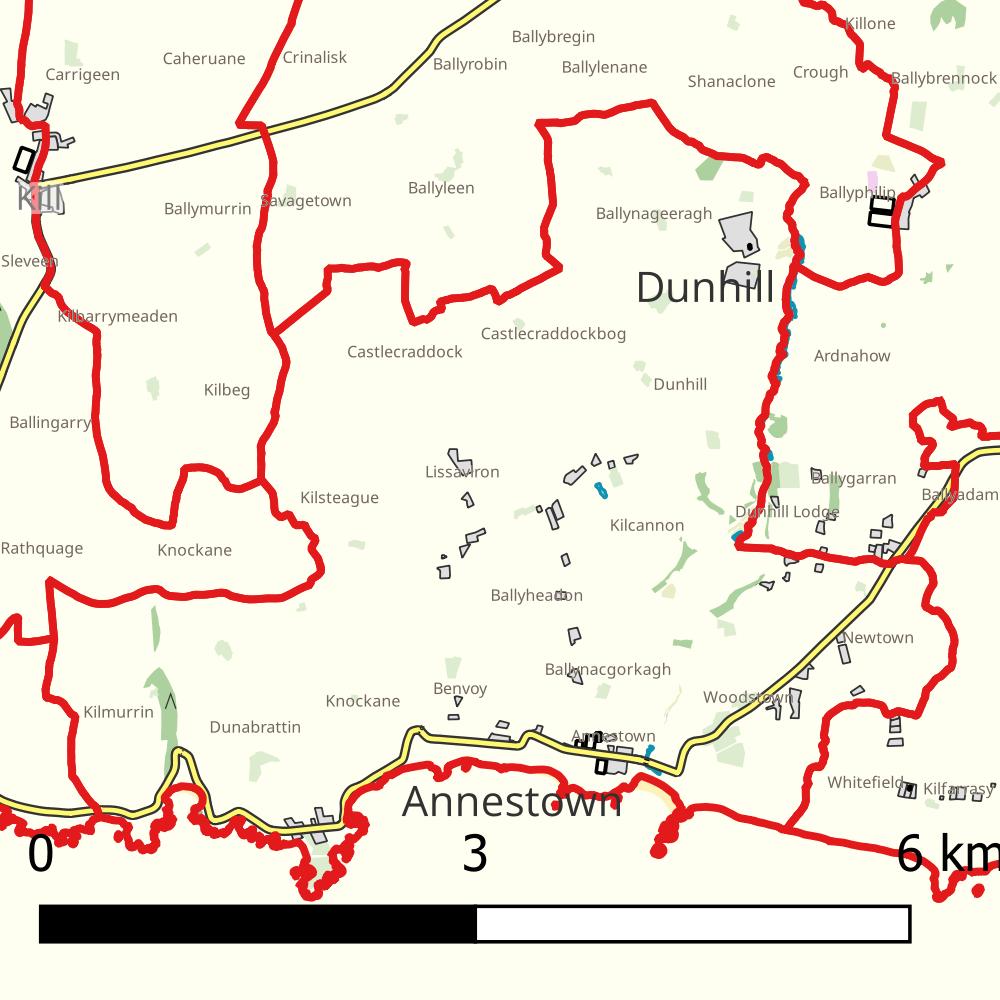 Killone
Ballybregin
Caheruane
Crinalisk
Ballyrobin
Ballylenane
Carrigeen
Shanaclone
Crough
Ballybrennock
Ballyleen
Ballyphilip
Kill
Savagetown
Ballymurrin
Ballynageeragh
Sleveen
Dunhill
Kilbarrymeaden
Castlecraddockbog
Castlecraddock
Ardnahow
Dunhill
Kilbeg
Ballingarry
Lissaviron
Ballygarran
Kilsteague
Ballyadam
Dunhill Lodge
Kilcannon
Rathquage
Knockane
Ballyheadon
Newtown
Ballynacgorkagh
Benvoy
Woodstown
Knockane
Kilmurrin
Dunabrattin
Annestown
Whitefield
Kilfarrasy
Annestown
0
3
6 km